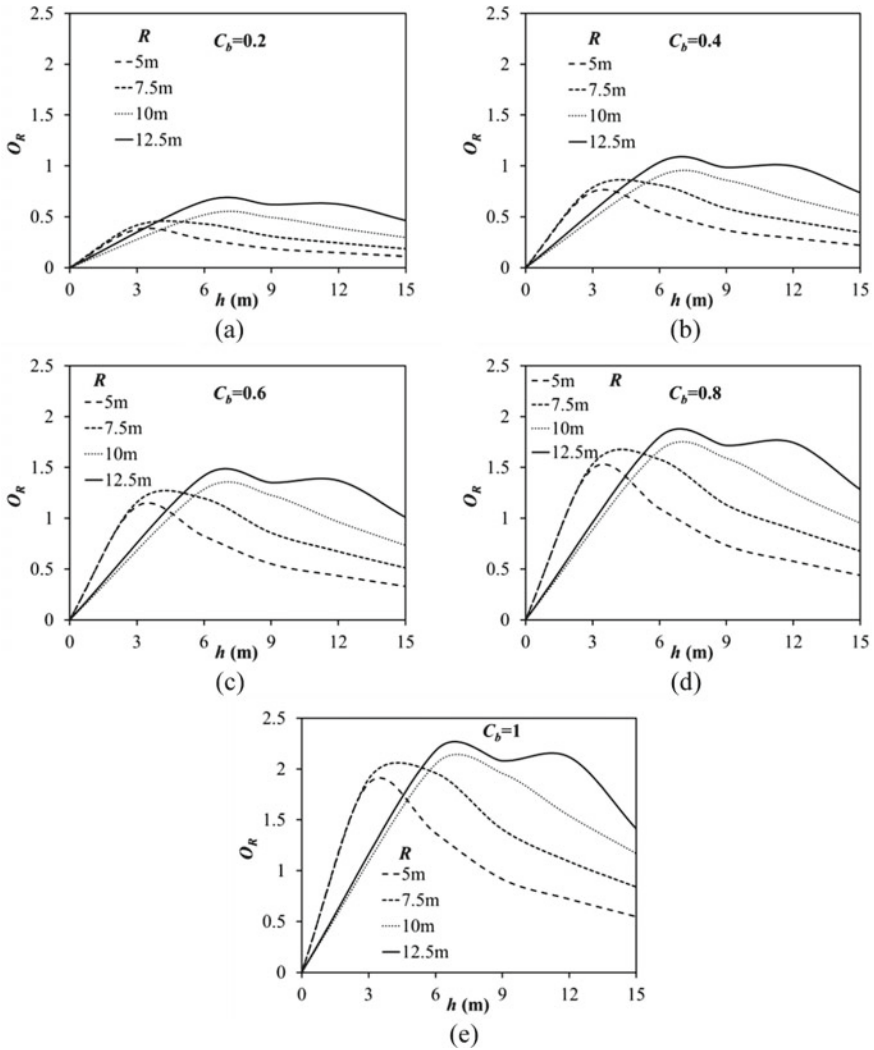 2.5
2
1.5
1
0.5
0
O_R
R
5m
7.5m
10m
12.5m
C_b=0.2
0 3 6 9 12 15
h (m)
(a)
2.5
2
1.5
1
0.5
0
O_R
R
5m
7.5m
10m
12.5m
C_b=0.4
0 3 6 9 12 15
h (m)
(b)
2.5
2
1.5
1
0.5
0
O_R
R
5m
7.5m
10m
12.5m
C_b=0.6
0 3 6 9 12 15
h (m)
(c)
2.5
2
1.5
1
0.5
0
O_R
R
5m
7.5m
10m
12.5m
C_b=0.8
0 3 6 9 12 15
h (m)
(d)
2.5
2
1.5
1
0.5
0
O_R
C_b=1
R
5m
7.5m
10m
12.5m
0 3 6 9 12 15
h (m)
(e)